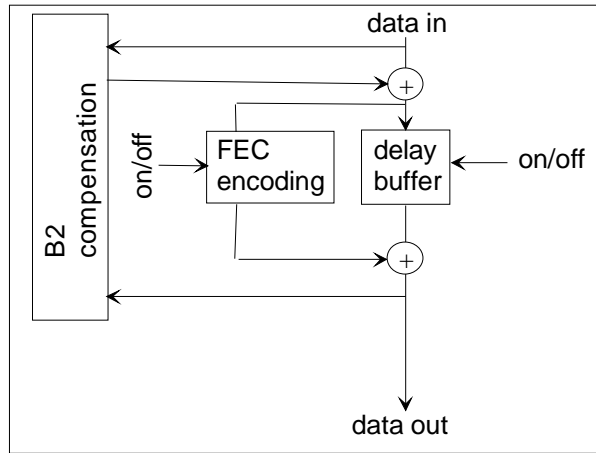 data in
+
B2
compensation
on/off
FEC
encoding
delay
buffer
on/off
+
data out